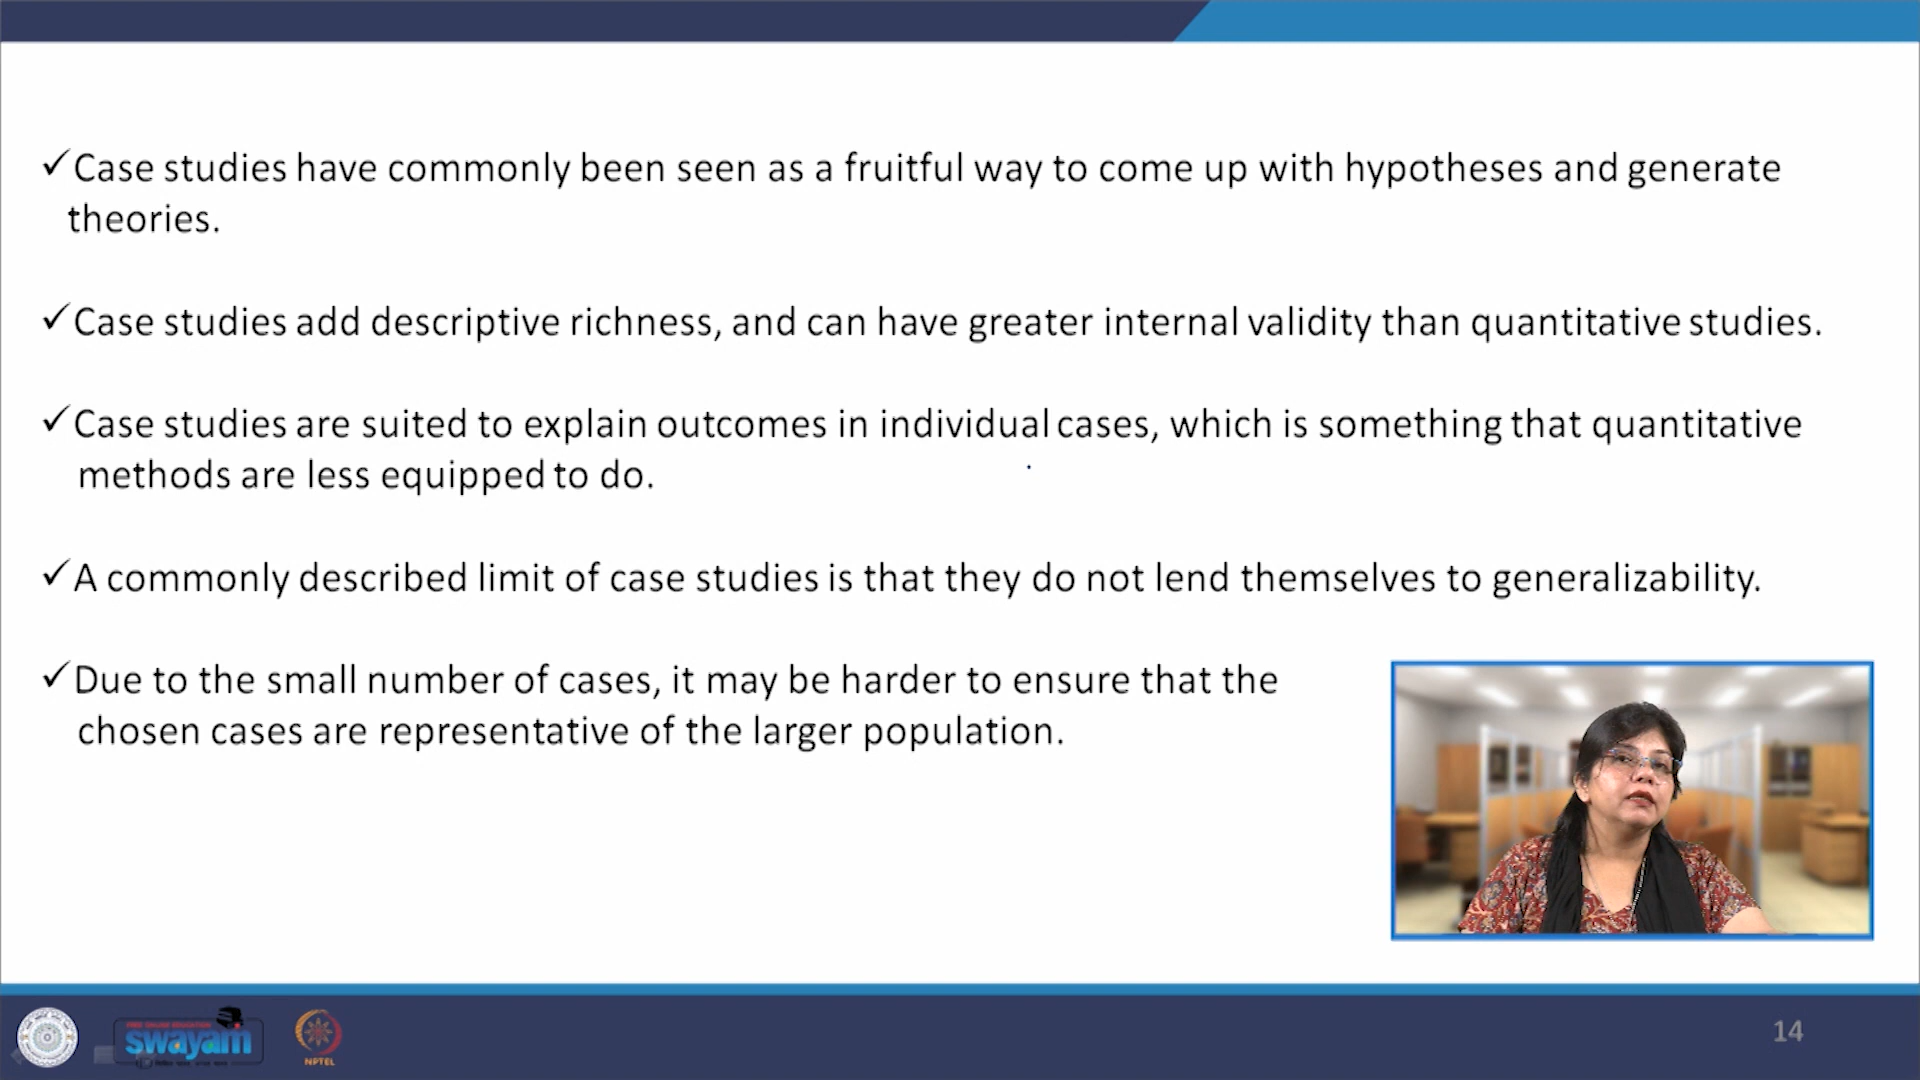 ✓Case studies have commonly been seen as a fruitful way to come up with hypotheses and generate
theories.
✓Case studies add descriptive richness, and can have greater internal validity than quantitative studies.
✓Case studies are suited to explain outcomes in individual cases, which is something that quantitative
methods are less equipped to do.
✓A commonly described limit of case studies is that they do not lend themselves to generalizability.
✓Due to the small number of cases, it may be harder to ensure that the
chosen cases are representative of the larger population.
FREE ONLINE EDUCATION
swayam
NPTEL
14